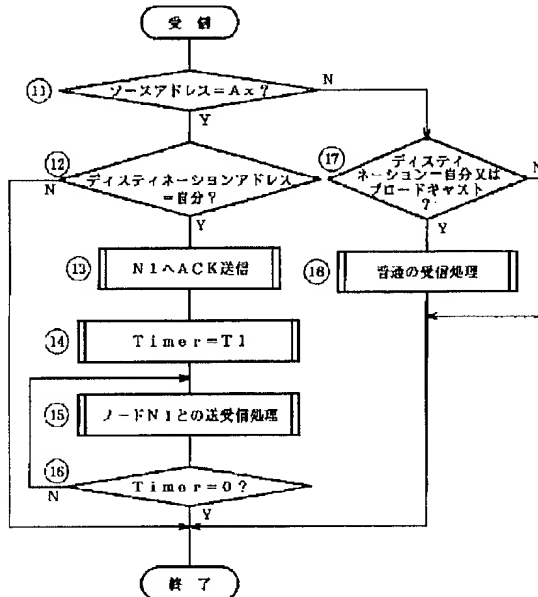 受 信
⑪
ソースアドレス=Ax?
N
Y
⑫
ディスティネーションアドレス
=自分?
N
Y
⑰
ディスティ
ネーション=自分又は
ブロードキャスト
?
N
Y
⑬
N1へACK送信
⑱
普通の受信処理
⑭
Timer=T1
⑮
ノードN1との送受信処理
⑯
Timer=0?
N
Y
終 了